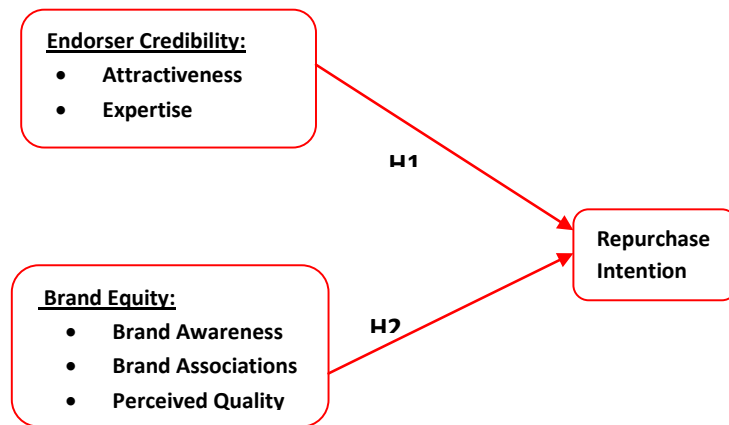 Endorser Credibility:
• Attractiveness
• Expertise
H1
Repurchase
Intention
Brand Equity:
• Brand Awareness
• Brand Associations
• Perceived Quality
H2